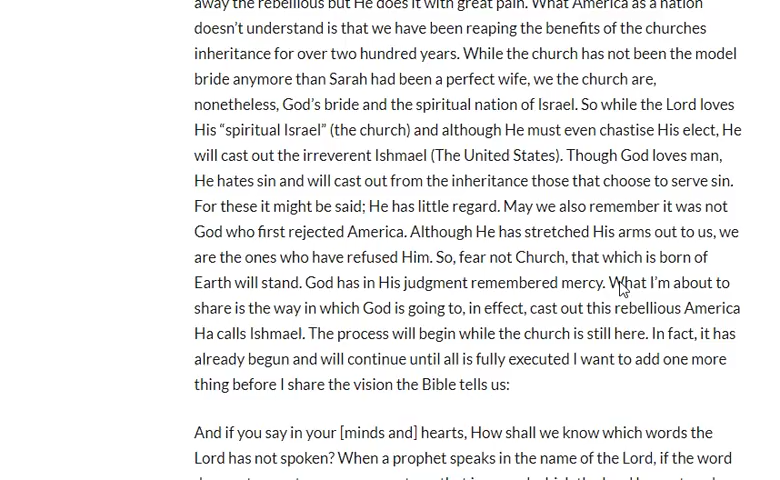 away the rebellious but He does it with great pain. What America as a nation
doesn't understand is that we have been reaping the benefits of the churches
inheritance for over two hundred years. While the church has not been the model
bride anymore than Sarah had been a perfect wife, we the church are,
nonetheless, God's bride and the spiritual nation of Israel. So while the Lord loves
His “spiritual Israel” (the church) and although He must even chastise His elect, He
will cast out the irreverent Ishmael (The United States). Though God loves man,
He hates sin and will cast out from the inheritance those that choose to serve sin.
For these it might be said; He has little regard. May we also remember it was not
God who first rejected America. Although He has stretched His arms out to us, we
are the ones who have refused Him. So, fear not Church, that which is born of
Earth will stand. God has in His judgment remembered mercy. What I'm about to
share is the way in which God is going to, in effect, cast out this rebellious America
Ha calls Ishmael. The process will begin while the church is still here. In fact, it has
already begun and will continue until all is fully executed I want to add one more
thing before I share the vision the Bible tells us:
And if you say in your [minds and] hearts, How shall we know which words the
Lord has not spoken? When a prophet speaks in the name of the Lord, if the word